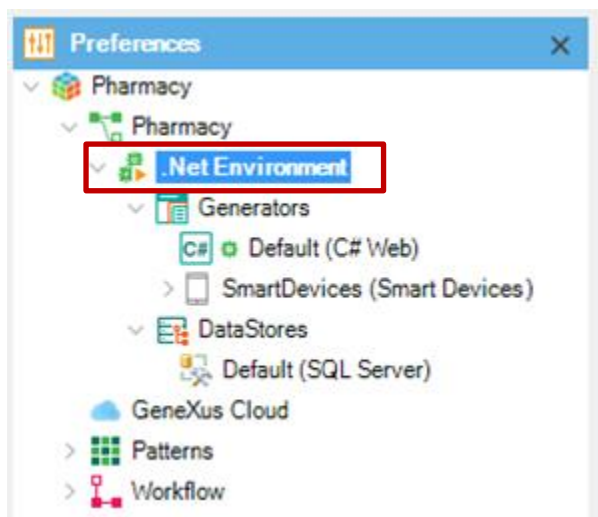 Preferences
Pharmacy
Pharmacy
.Net Environment
Generators
C# Default (C# Web)
SmartDevices (Smart Devices)
DataStores
Default (SQL Server)
GeneXus Cloud
Patterns
Workflow